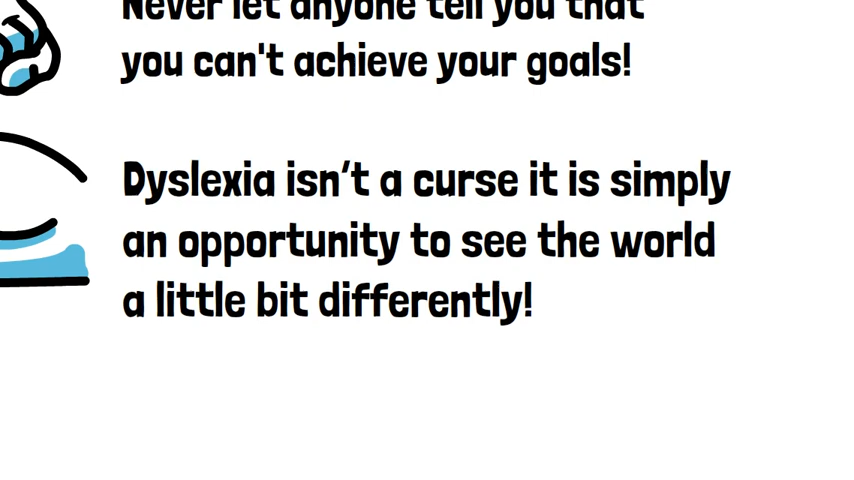 Never let anyone tell you that
you can't achieve your goals!
Dyslexia isn’t a curse it is simply
an opportunity to see the world
a little bit differently!